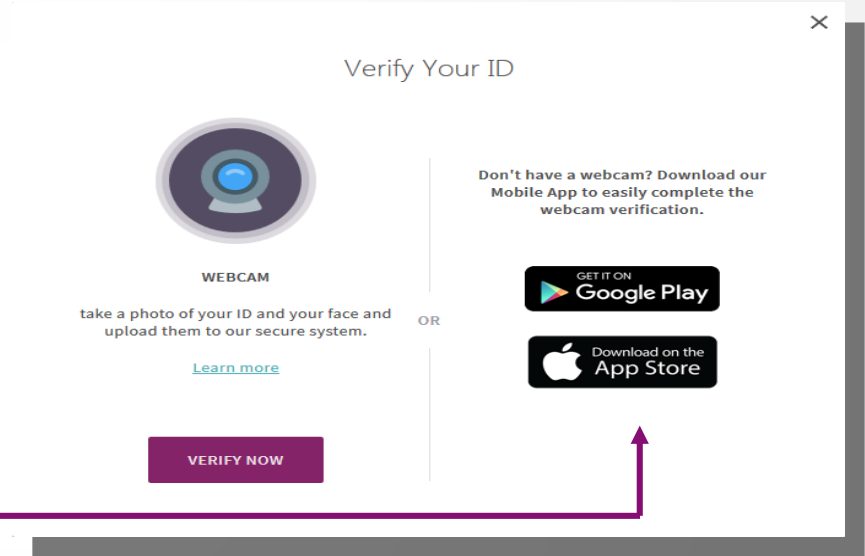 Verify Your ID
WEBCAM
take a photo of your ID and your face and
upload them to our secure system.
Learn more
VERIFY NOW
OR
Don't have a webcam? Download our
Mobile App to easily complete the
webcam verification.
GET IT ON
Google Play
Download on the
App Store